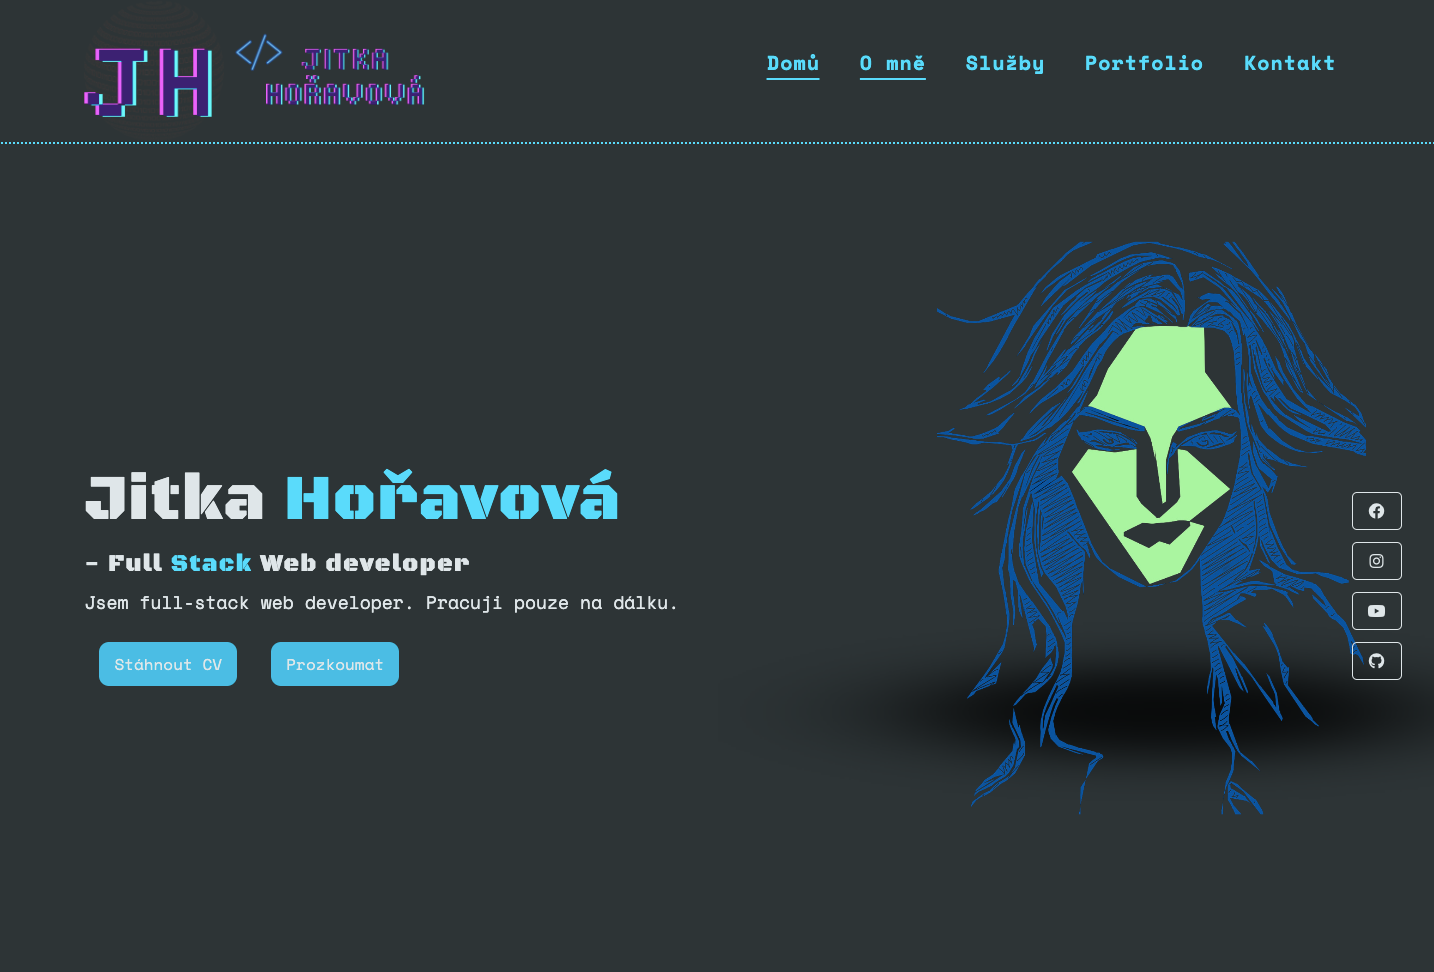 JH </> JITKA
HOŘAVOVÁ
Domů O mně Služby Portfolio Kontakt
Jitka Hořavová
- Full Stack Web developer
Jsem full-stack web developer. Pracuji pouze na dálku.
Stáhnout CV Prozkoumat